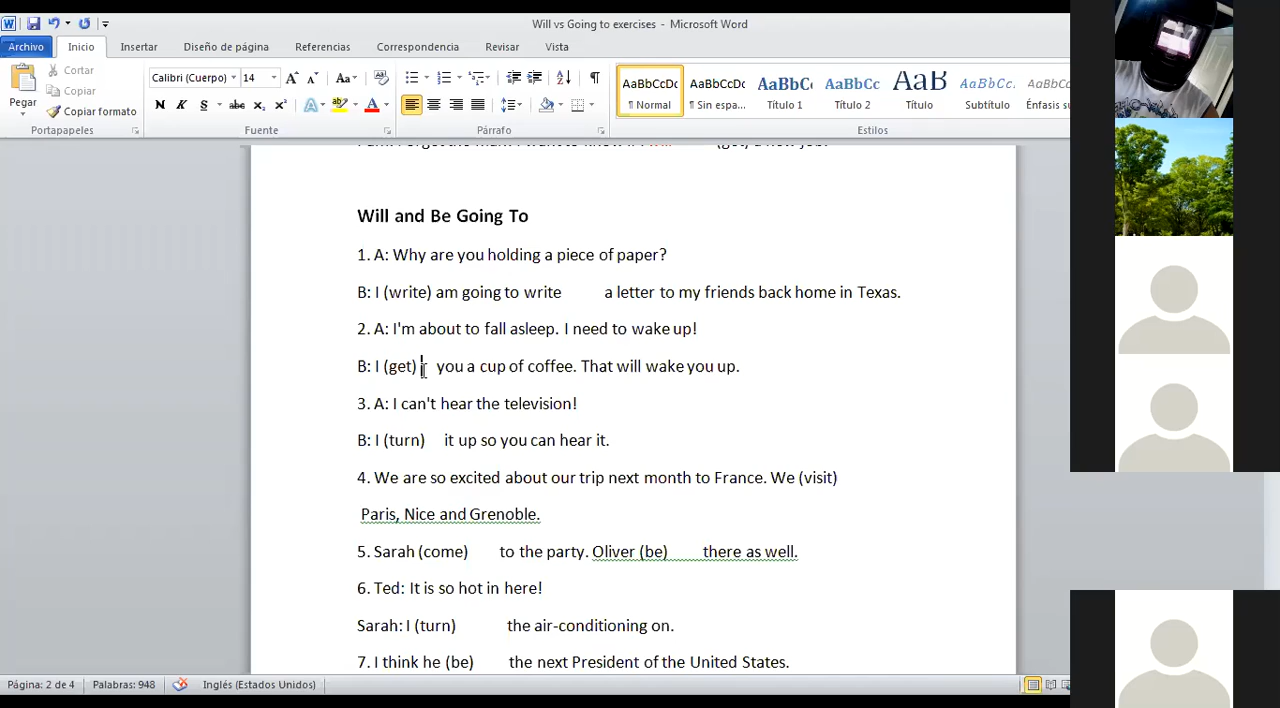 Will vs Going to exercises - Microsoft Word
Archivo Inicio Insertar Diseño de página Referencias Correspondencia Revisar Vista
Pegar
Cortar
Copiar
Copiar formato
Portapapeles
Calibri (Cuerpo) 14
Fuente
Párrafo
AaBbCcDc AaBbCcDc AaBbC AaBbCc AaB AaBbCc. AaBbCc
¶ Normal ¶ Sin espa... Título 1 Título 2 Título Subtítulo Énfasis su
Estilos
Will and Be Going To
1. A: Why are you holding a piece of paper?
B: I (write) am going to write a letter to my friends back home in Texas.
2. A: I'm about to fall asleep. I need to wake up!
B: I (get) you a cup of coffee. That will wake you up.
3. A: I can't hear the television!
B: I (turn) it up so you can hear it.
4. We are so excited about our trip next month to France. We (visit)
Paris, Nice and Grenoble.
5. Sarah (come) to the party. Oliver (be) there as well.
6. Ted: It is so hot in here!
Sarah: I (turn) the air-conditioning on.
7. I think he (be) the next President of the United States.
Página: 2 de 4 Palabras: 948 Inglés (Estados Unidos)